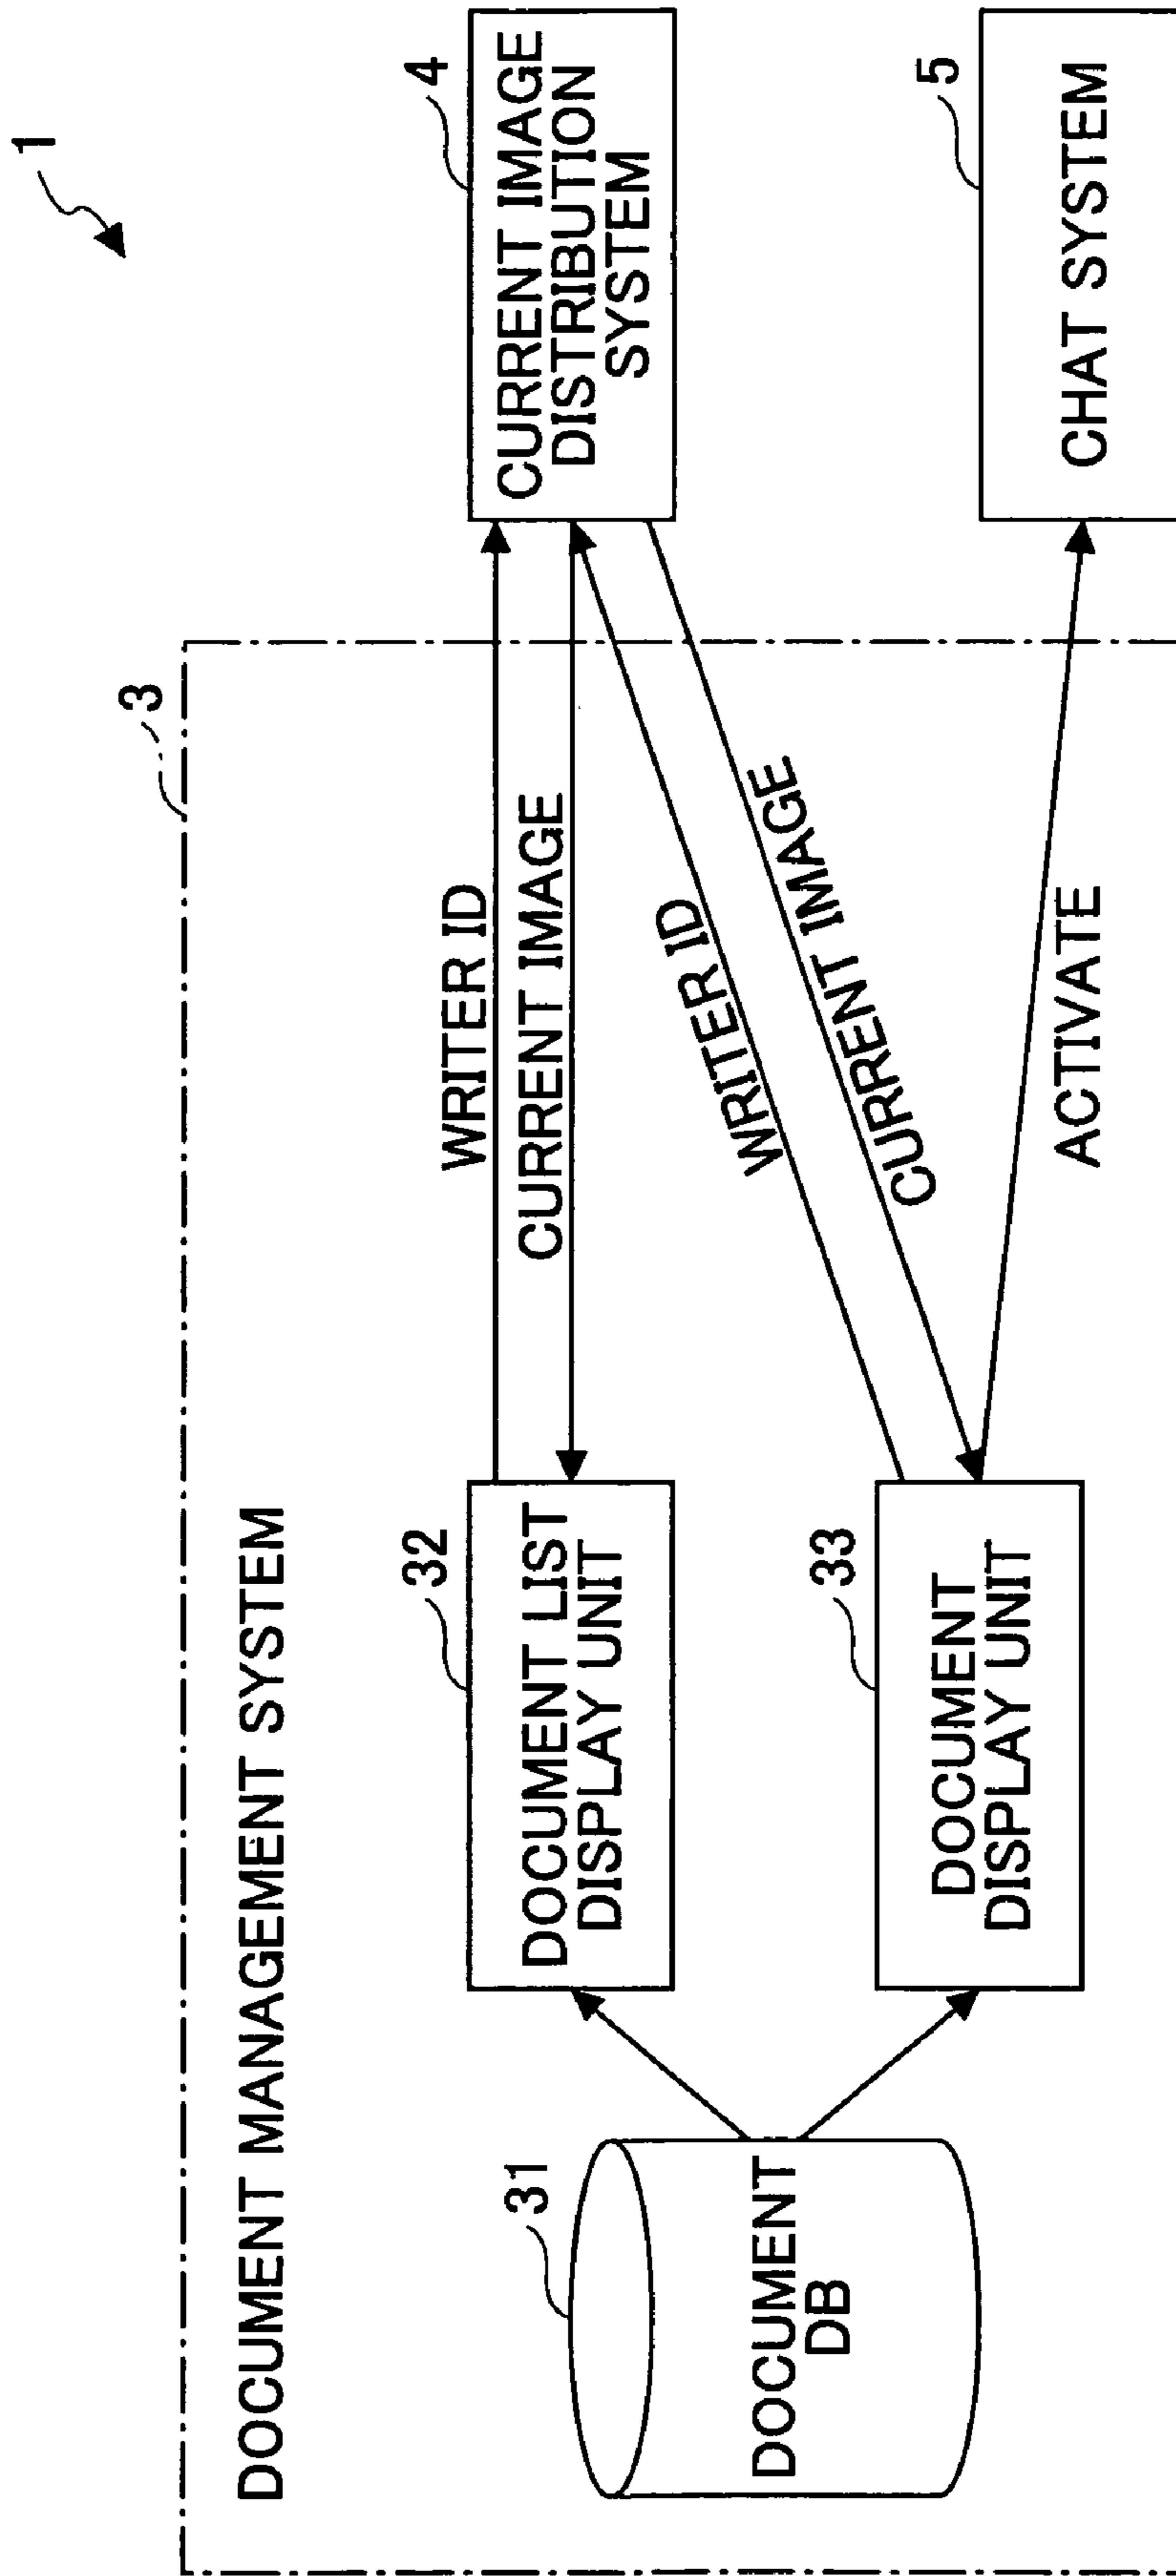 1
3
DOCUMENT MANAGEMENT SYSTEM
31
DOCUMENT
DB
32
DOCUMENT LIST
DISPLAY UNIT
33
DOCUMENT
DISPLAY UNIT
WRITER ID
CURRENT IMAGE
WRITER ID
CURRENT IMAGE
ACTIVATE
4
CURRENT IMAGE
DISTRIBUTION
SYSTEM
5
CHAT SYSTEM